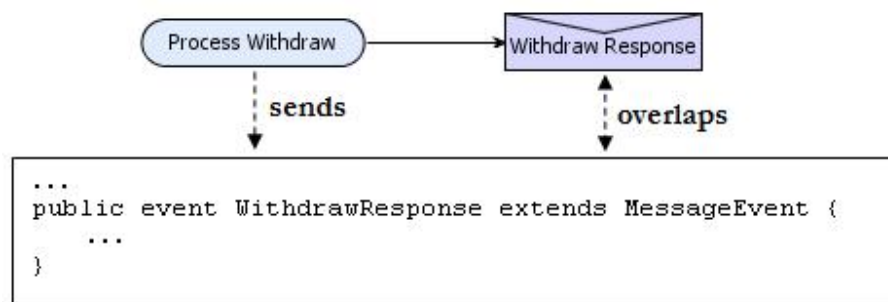 Process Withdraw
Withdraw Response
sends
overlaps
...
public event WithdrawResponse extends MessageEvent {
    ...
}